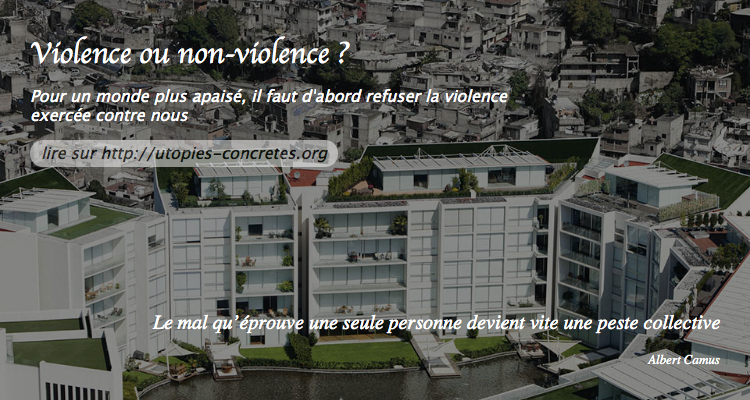 Violence ou non-violence ?
Pour un monde plus apaisé, il faut d'abord refuser la violence
exercée contre nous
lire sur http://utopies-concretes.org
Le mal qu’éprouve une seule personne devient vite une peste collective
Albert Camus